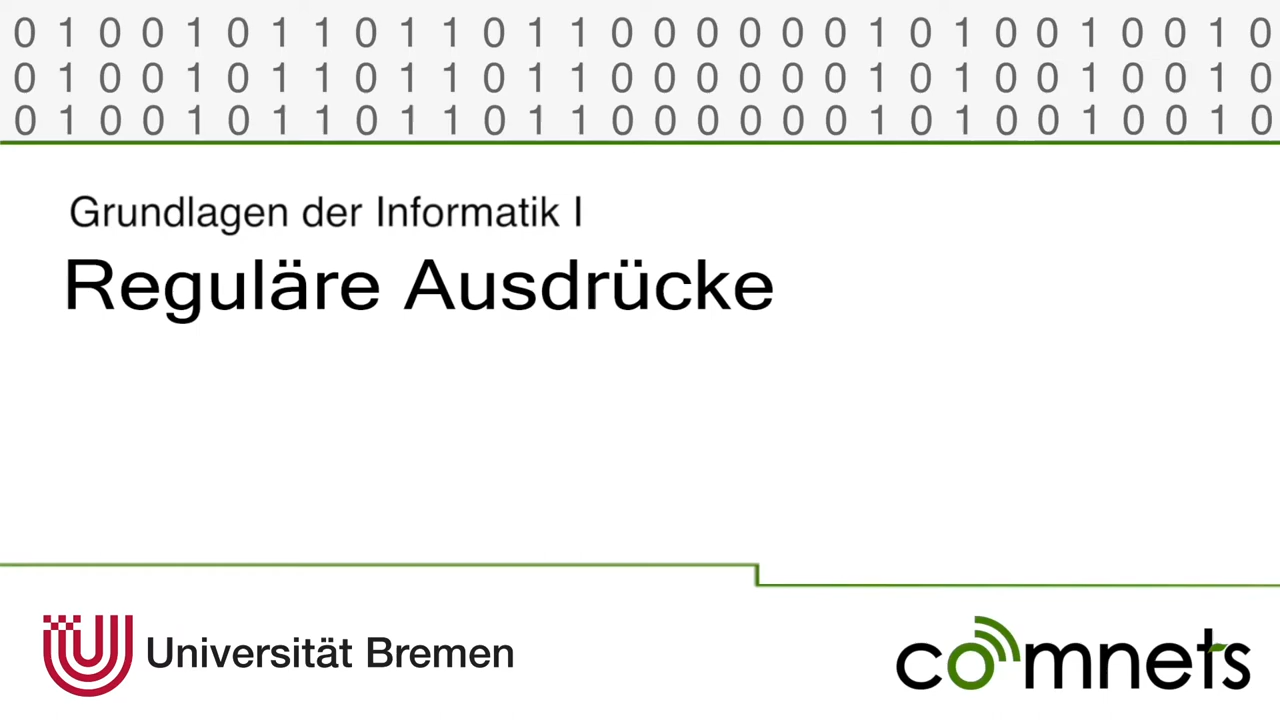 0 1 0 0 1 0 1 1 0 1 1 0 1 1 0 0 0 0 0 0 1 0 1 0 0 1 0 0 1 0
0 1 0 0 1 0 1 1 0 1 1 0 1 1 0 0 0 0 0 0 1 0 1 0 0 1 0 0 1 0
0 1 0 0 1 0 1 1 0 1 1 0 1 1 0 0 0 0 0 0 1 0 1 0 0 1 0 0 1 0
Grundlagen der Informatik I
Reguläre Ausdrücke
Universität Bremen
comnets